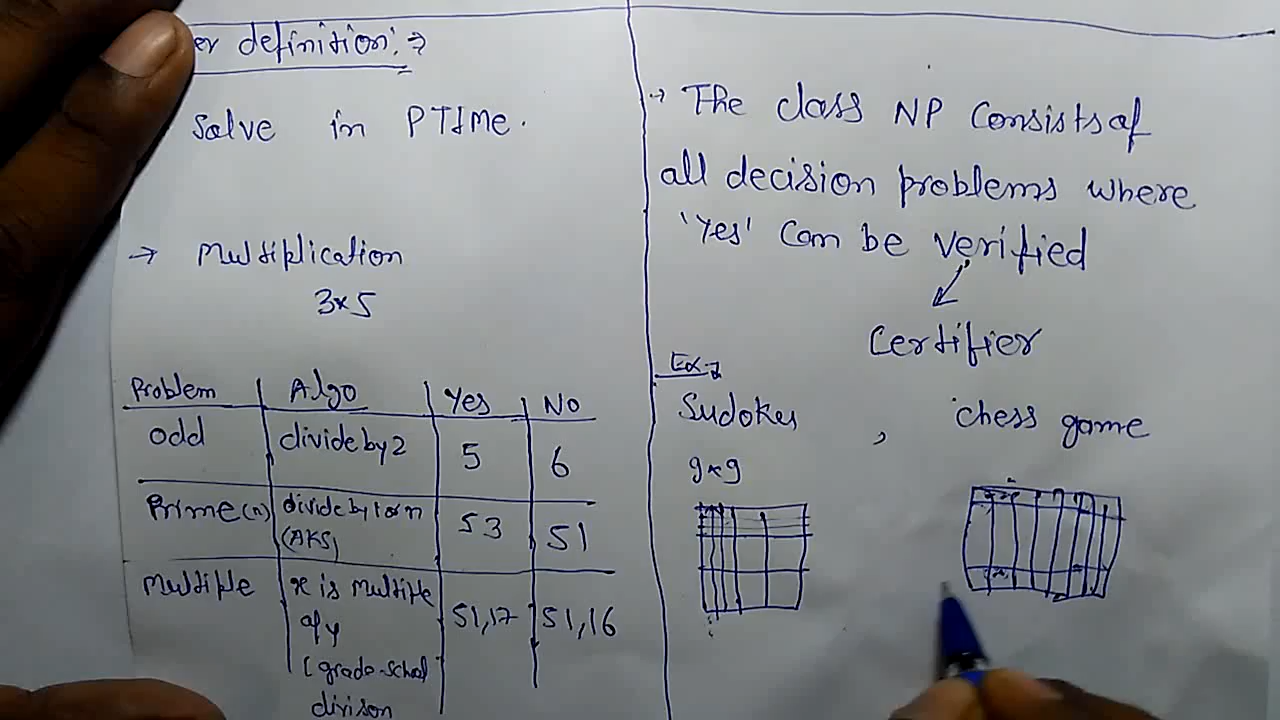 er definition:→
Solve in PTIMe.
→ Multiplication
3×5
Problem Algo Yes No
odd divide by 2 5 6
Prime(n) divide by 1 or n 53 51
(AKS)
Multiple x is multiple 51,17 51,16
of y
(grade-school
divison
→ The class NP Consists of
all decision problems where
'Yes' can be verified
Certifier
Ex→
Sudoku , chess game
9×9